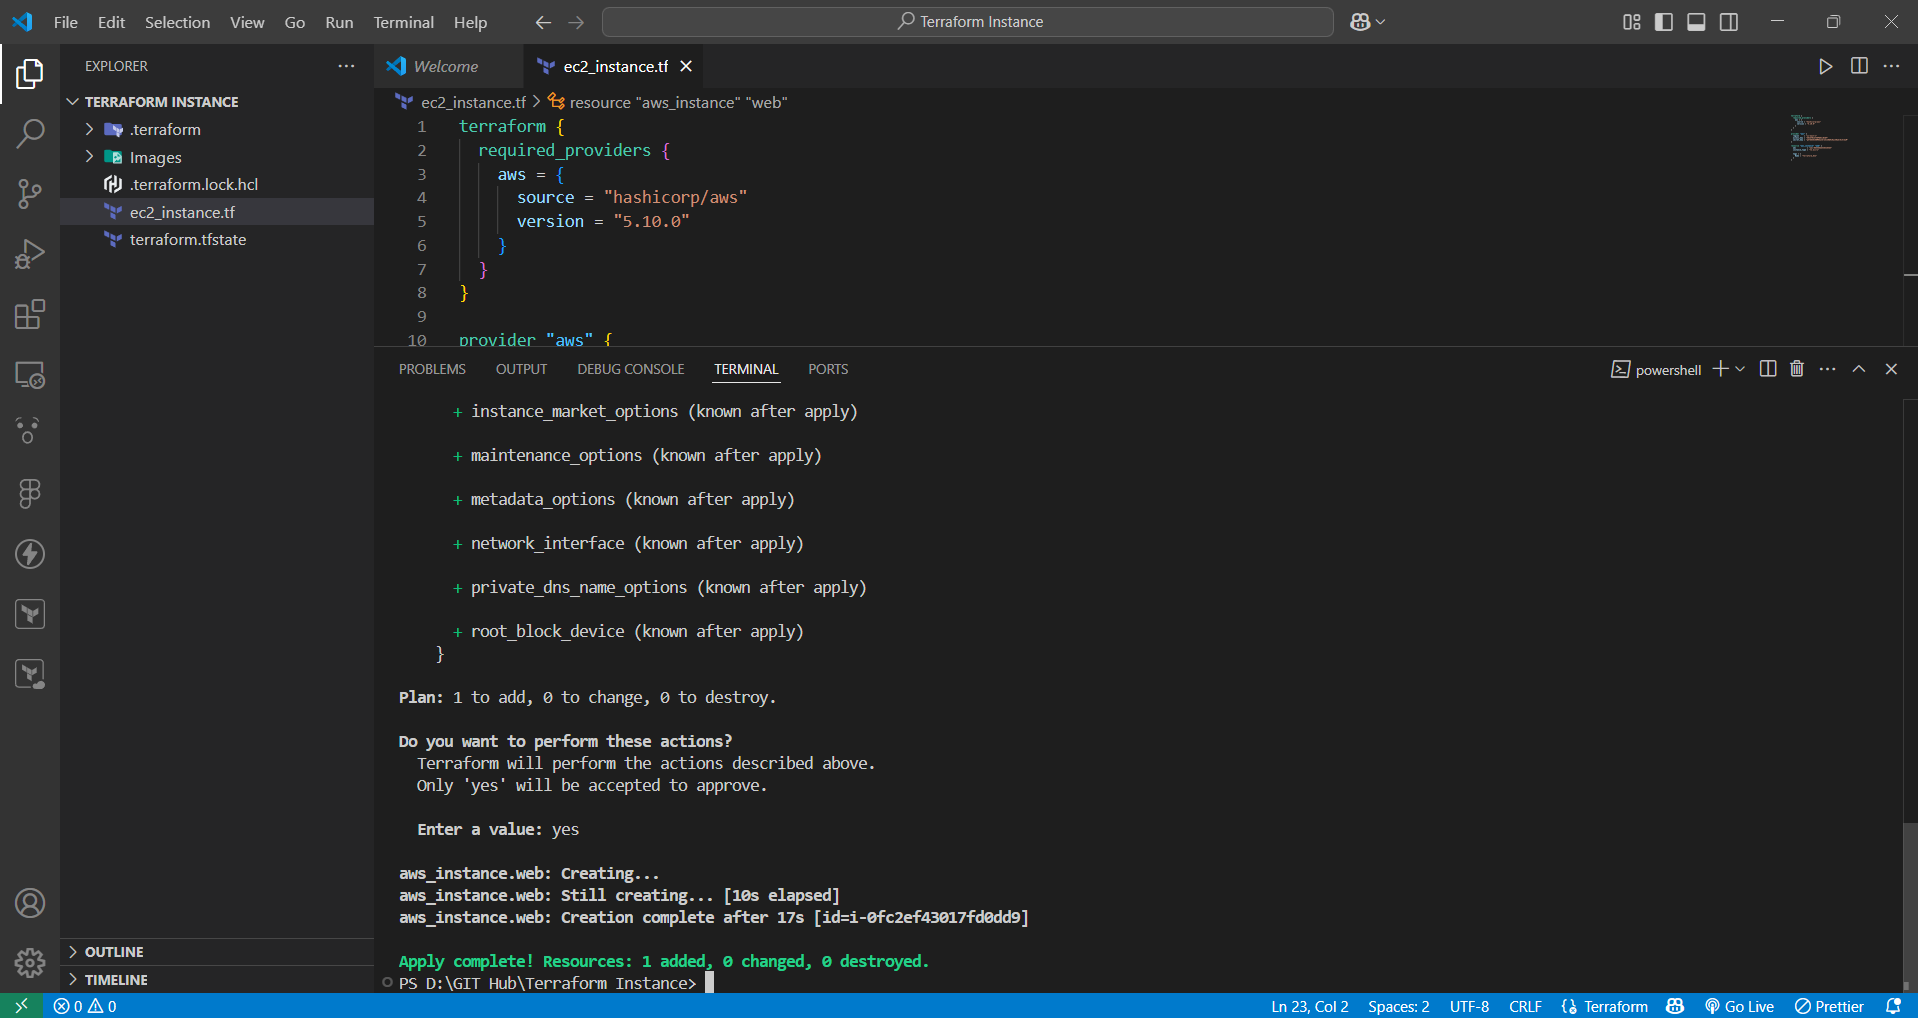 File Edit Selection View Go Run Terminal Help
Terraform Instance
EXPLORER
TERRAFORM INSTANCE
.terraform
Images
.terraform.lock.hcl
ec2_instance.tf
terraform.tfstate
OUTLINE
TIMELINE
Welcome
ec2_instance.tf
ec2_instance.tf > resource "aws_instance" "web"
1 terraform {
2 required_providers {
3 aws = {
4 source = "hashicorp/aws"
5 version = "5.10.0"
6 }
7 }
8 }
9
10 provider "aws" {
PROBLEMS OUTPUT DEBUG CONSOLE TERMINAL PORTS
powershell
+ instance_market_options (known after apply)
+ maintenance_options (known after apply)
+ metadata_options (known after apply)
+ network_interface (known after apply)
+ private_dns_name_options (known after apply)
+ root_block_device (known after apply)
}
Plan: 1 to add, 0 to change, 0 to destroy.
Do you want to perform these actions?
Terraform will perform the actions described above.
Only 'yes' will be accepted to approve.
Enter a value: yes
aws_instance.web: Creating...
aws_instance.web: Still creating... [10s elapsed]
aws_instance.web: Creation complete after 17s [id=i-0fc2ef43017fd0dd9]
Apply complete! Resources: 1 added, 0 changed, 0 destroyed.
PS D:\GIT Hub\Terraform Instance>
0 0
Ln 23, Col 2 Spaces: 2 UTF-8 CRLF Terraform Go Live Prettier